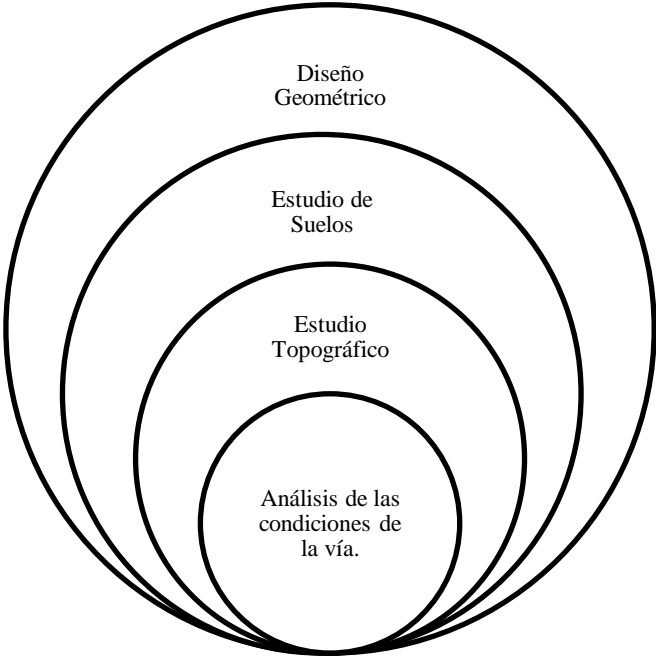 Diseño
Geométrico
Estudio de
Suelos
Estudio
Topográfico
Análisis de las
condiciones de
la vía.